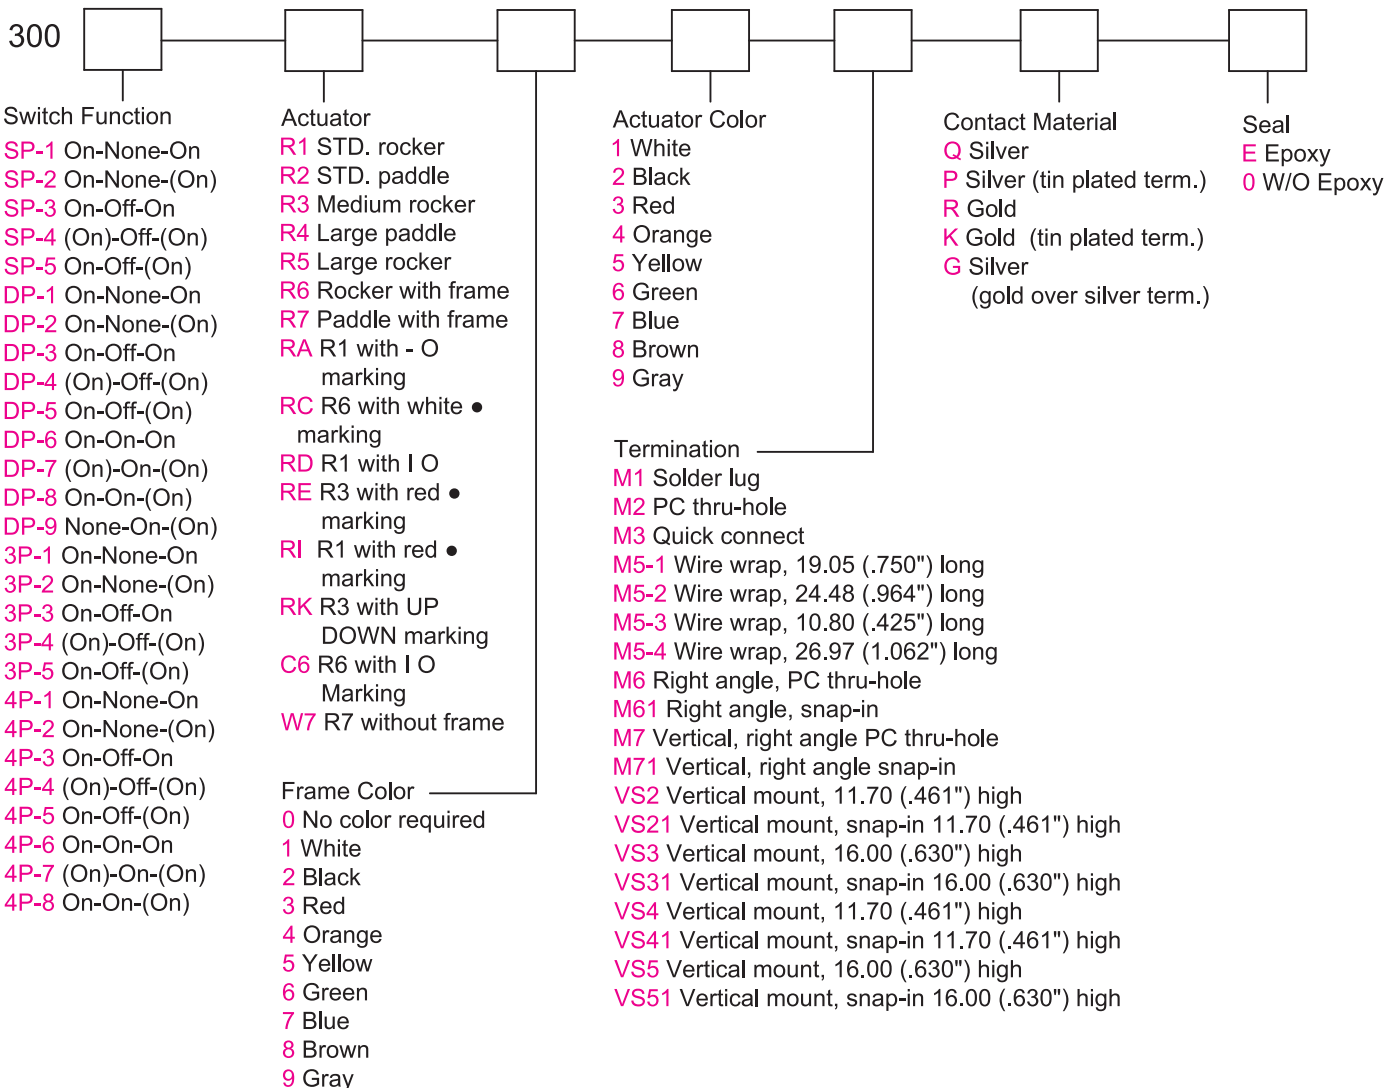 300
Switch Function
SP-1 On-None-On
SP-2 On-None-(On)
SP-3 On-Off-On
SP-4 (On)-Off-(On)
SP-5 On-Off-(On)
DP-1 On-None-On
DP-2 On-None-(On)
DP-3 On-Off-On
DP-4 (On)-Off-(On)
DP-5 On-Off-(On)
DP-6 On-On-On
DP-7 (On)-On-(On)
DP-8 On-On-(On)
DP-9 None-On-(On)
3P-1 On-None-On
3P-2 On-None-(On)
3P-3 On-Off-On
3P-4 (On)-Off-(On)
3P-5 On-Off-(On)
4P-1 On-None-On
4P-2 On-None-(On)
4P-3 On-Off-On
4P-4 (On)-Off-(On)
4P-5 On-Off-(On)
4P-6 On-On-On
4P-7 (On)-On-(On)
4P-8 On-On-(On)
Actuator
R1 STD. rocker
R2 STD. paddle
R3 Medium rocker
R4 Large paddle
R5 Large rocker
R6 Rocker with frame
R7 Paddle with frame
RA R1 with - O
marking
RC R6 with white ●
marking
RD R1 with I O
RE R3 with red ●
marking
RI R1 with red ●
marking
RK R3 with UP
DOWN marking
C6 R6 with I O
Marking
W7 R7 without frame
Frame Color
0 No color required
1 White
2 Black
3 Red
4 Orange
5 Yellow
6 Green
7 Blue
8 Brown
9 Gray
Actuator Color
1 White
2 Black
3 Red
4 Orange
5 Yellow
6 Green
7 Blue
8 Brown
9 Gray
Termination
M1 Solder lug
M2 PC thru-hole
M3 Quick connect
M5-1 Wire wrap, 19.05 (.750") long
M5-2 Wire wrap, 24.48 (.964") long
M5-3 Wire wrap, 10.80 (.425") long
M5-4 Wire wrap, 26.97 (1.062") long
M6 Right angle, PC thru-hole
M61 Right angle, snap-in
M7 Vertical, right angle PC thru-hole
M71 Vertical, right angle snap-in
VS2 Vertical mount, 11.70 (.461") high
VS21 Vertical mount, snap-in 11.70 (.461") high
VS3 Vertical mount, 16.00 (.630") high
VS31 Vertical mount, snap-in 16.00 (.630") high
VS4 Vertical mount, 11.70 (.461") high
VS41 Vertical mount, snap-in 11.70 (.461") high
VS5 Vertical mount, 16.00 (.630") high
VS51 Vertical mount, snap-in 16.00 (.630") high
Contact Material
Q Silver
P Silver (tin plated term.)
R Gold
K Gold (tin plated term.)
G Silver
(gold over silver term.)
Seal
E Epoxy
0 W/O Epoxy